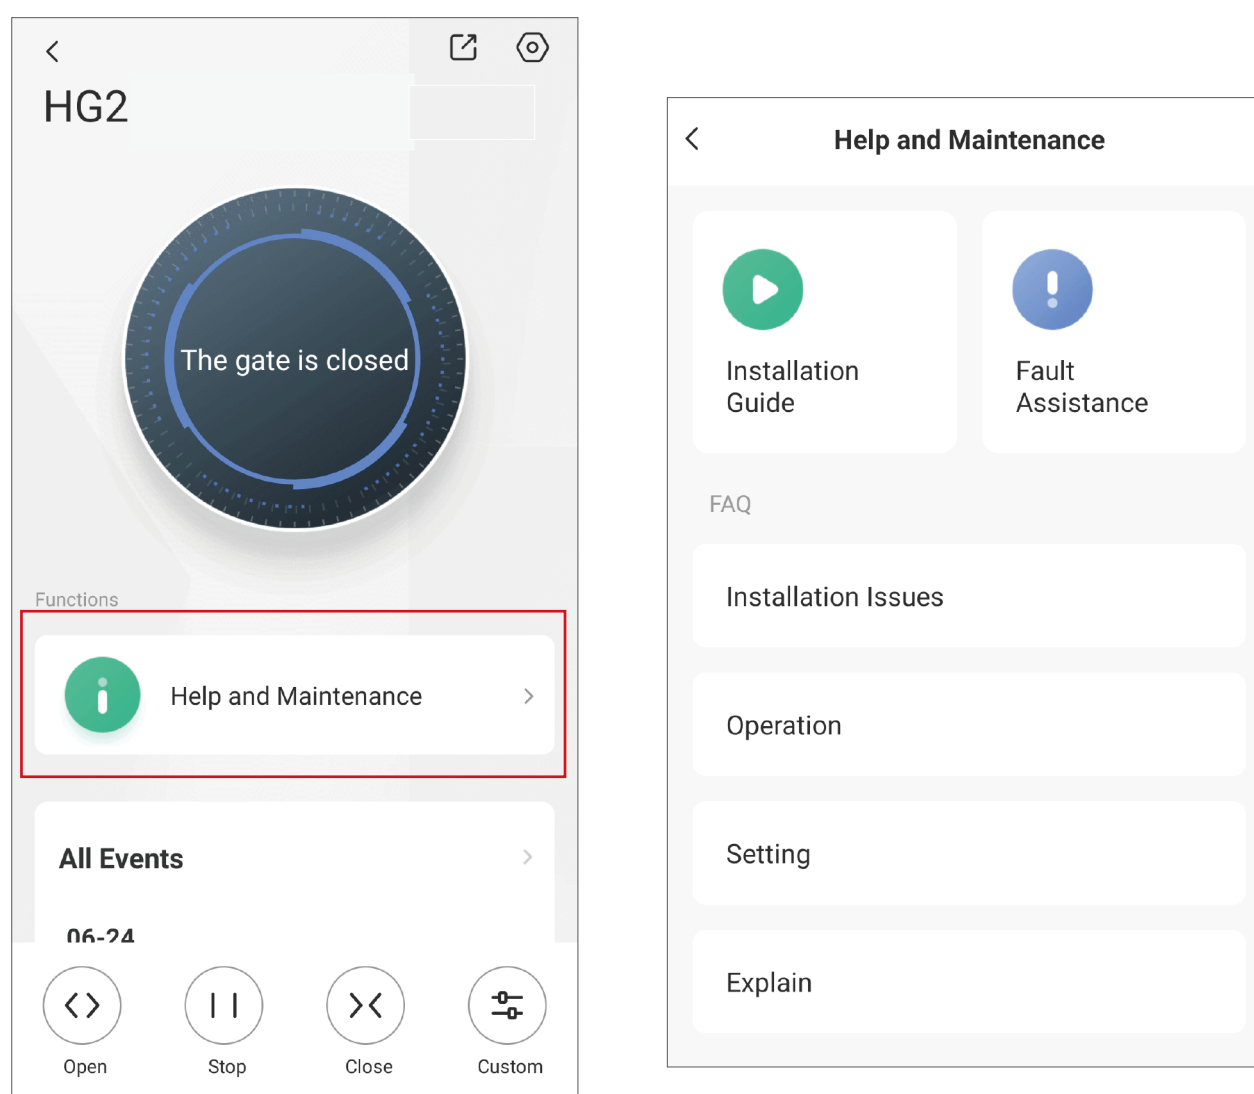 HG2
The gate is closed
Functions
Help and Maintenance
All Events
06-24
Open
Stop
Close
Custom
Help and Maintenance
Installation
Guide
Fault
Assistance
FAQ
Installation Issues
Operation
Setting
Explain